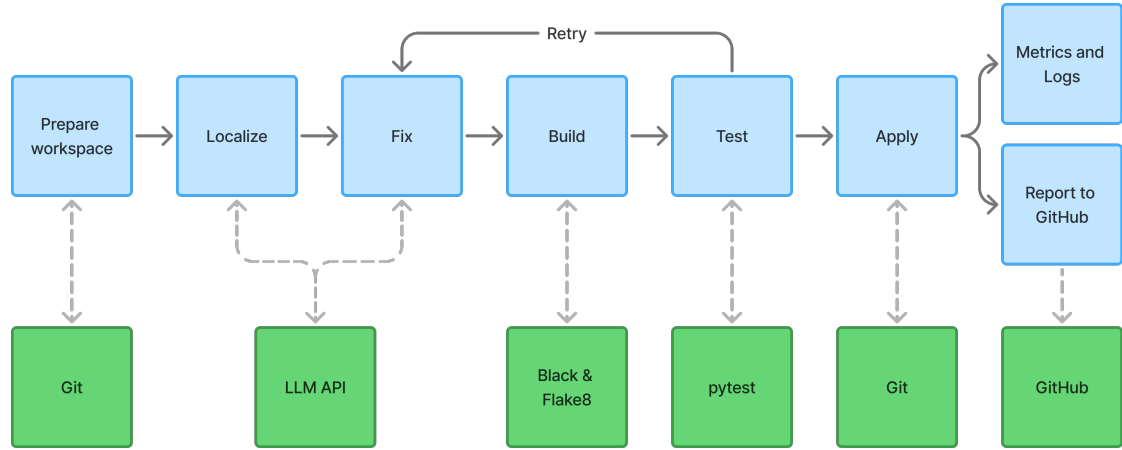 Retry
Metrics and
Logs
Prepare
workspace
Localize
Fix
Build
Test
Apply
Report to
GitHub
Git
LLM API
Black &
Flake8
pytest
Git
GitHub